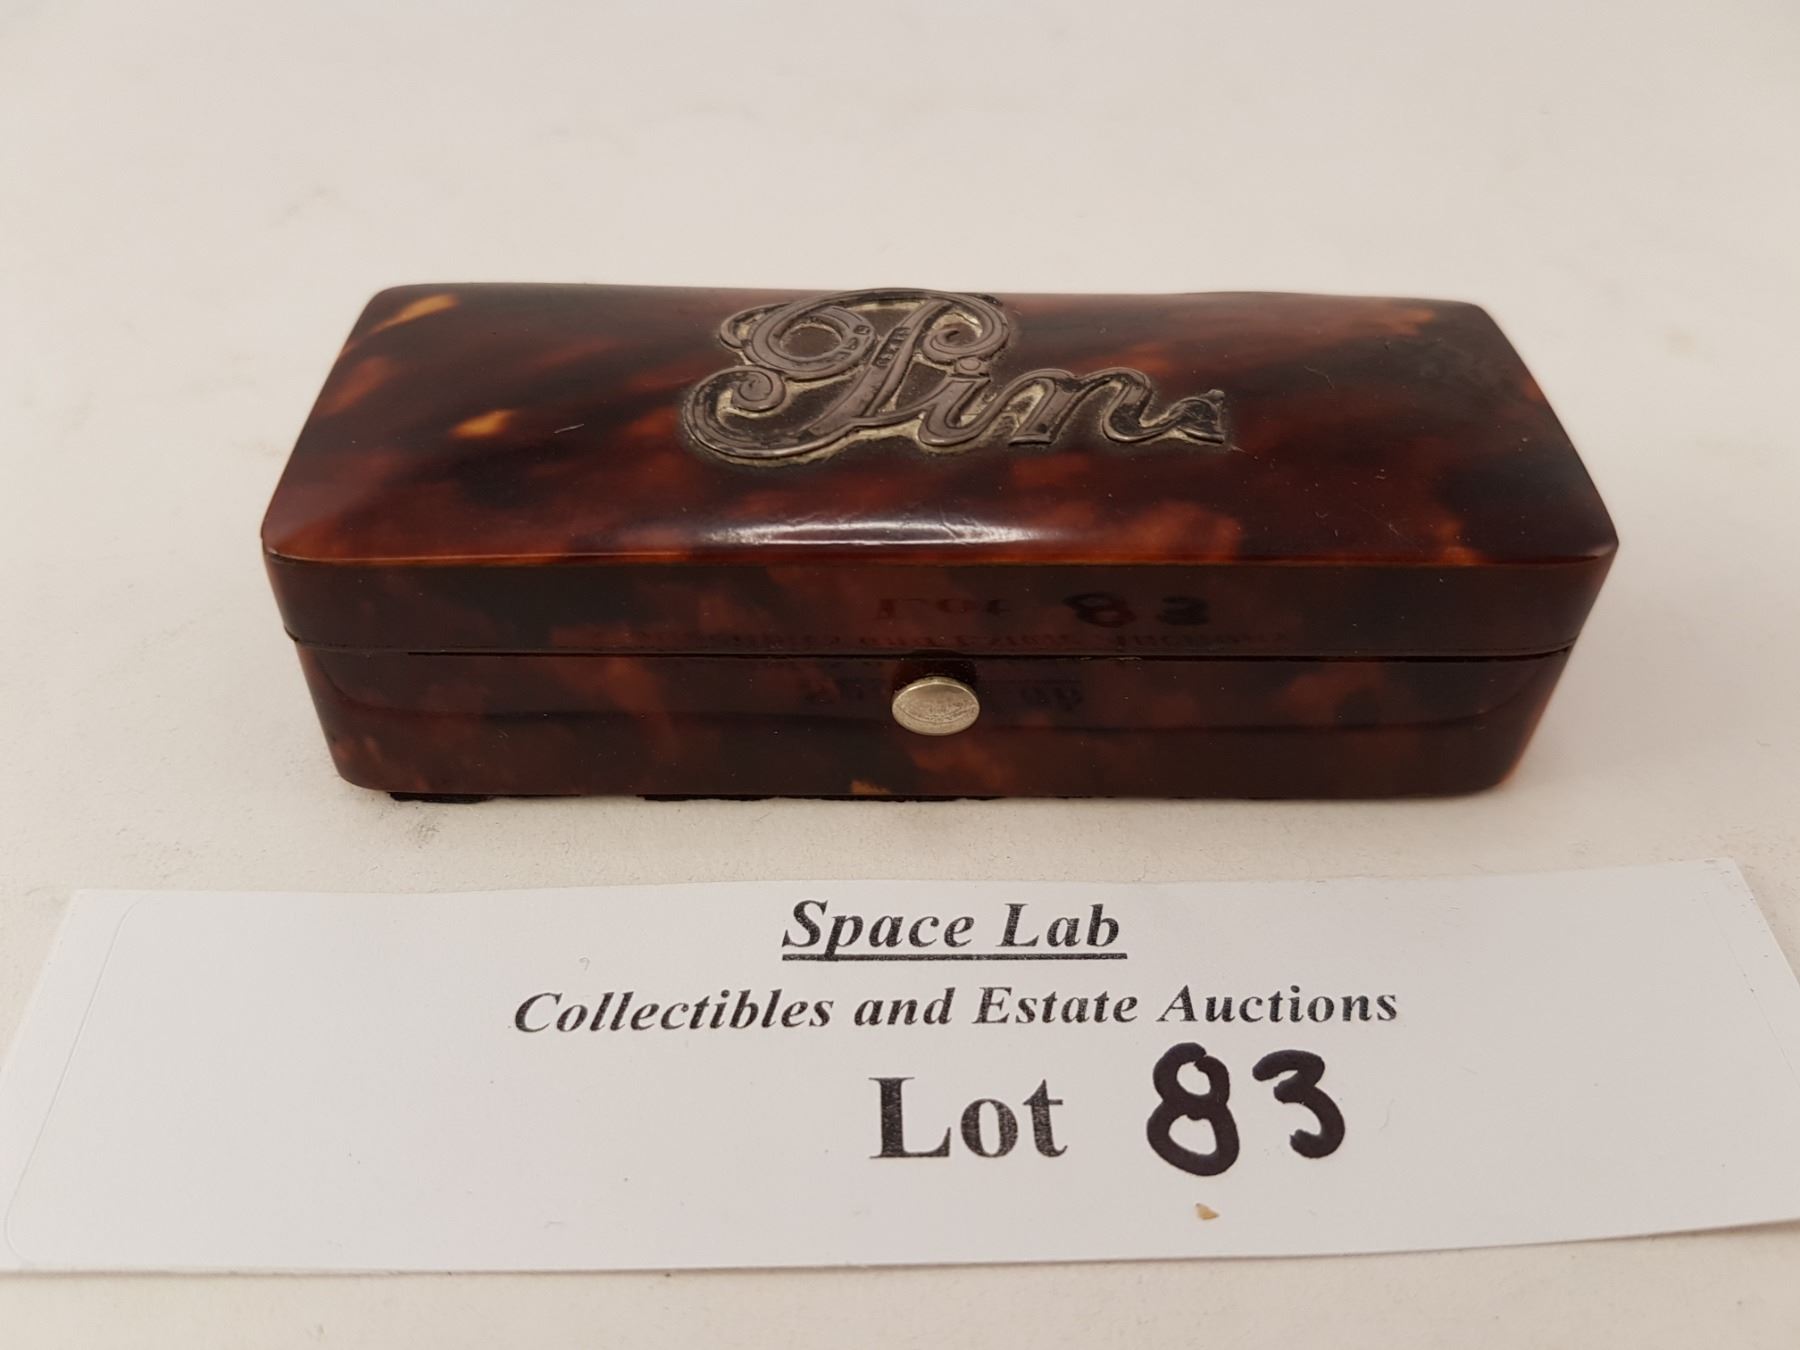 Pins
Space Lab
Collectibles and Estate Auctions
Lot 83